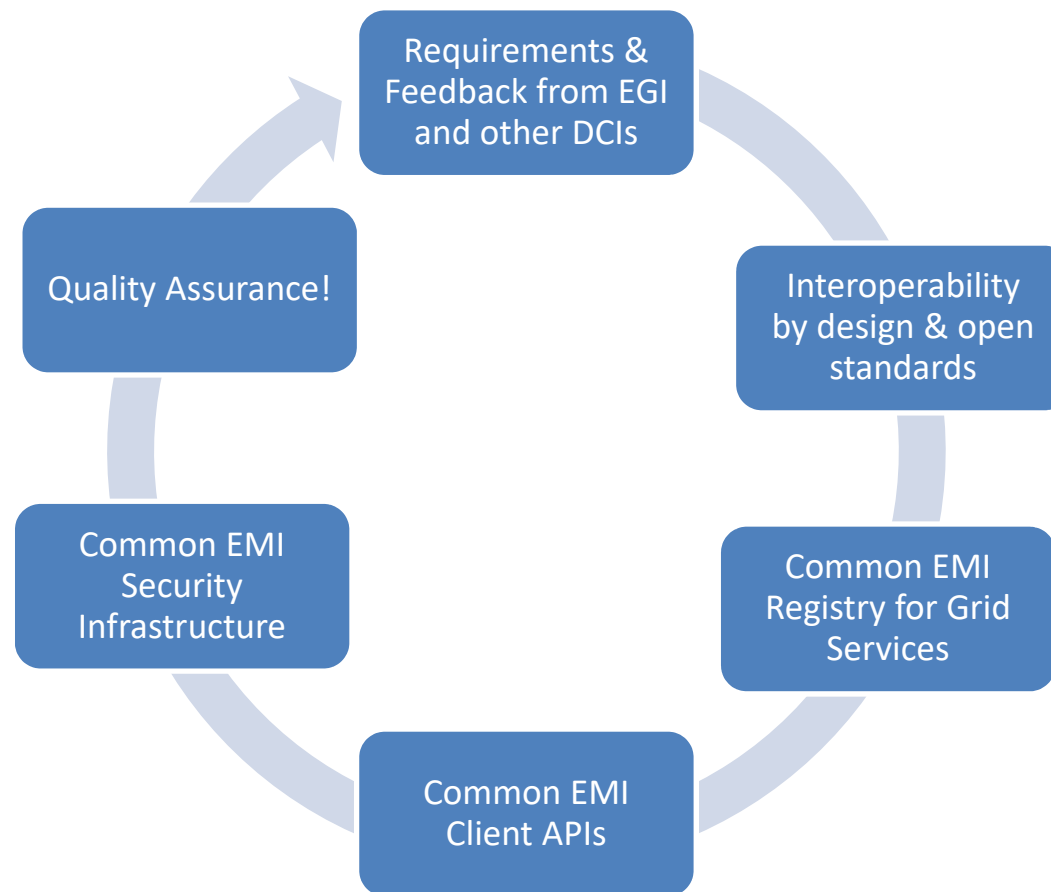 Requirements &
Feedback from EGI
and other DCIs
Interoperability
by design & open
standards
Common EMI
Registry for Grid
Services
Common EMI
Client APIs
Common EMI
Security
Infrastructure
Quality Assurance!